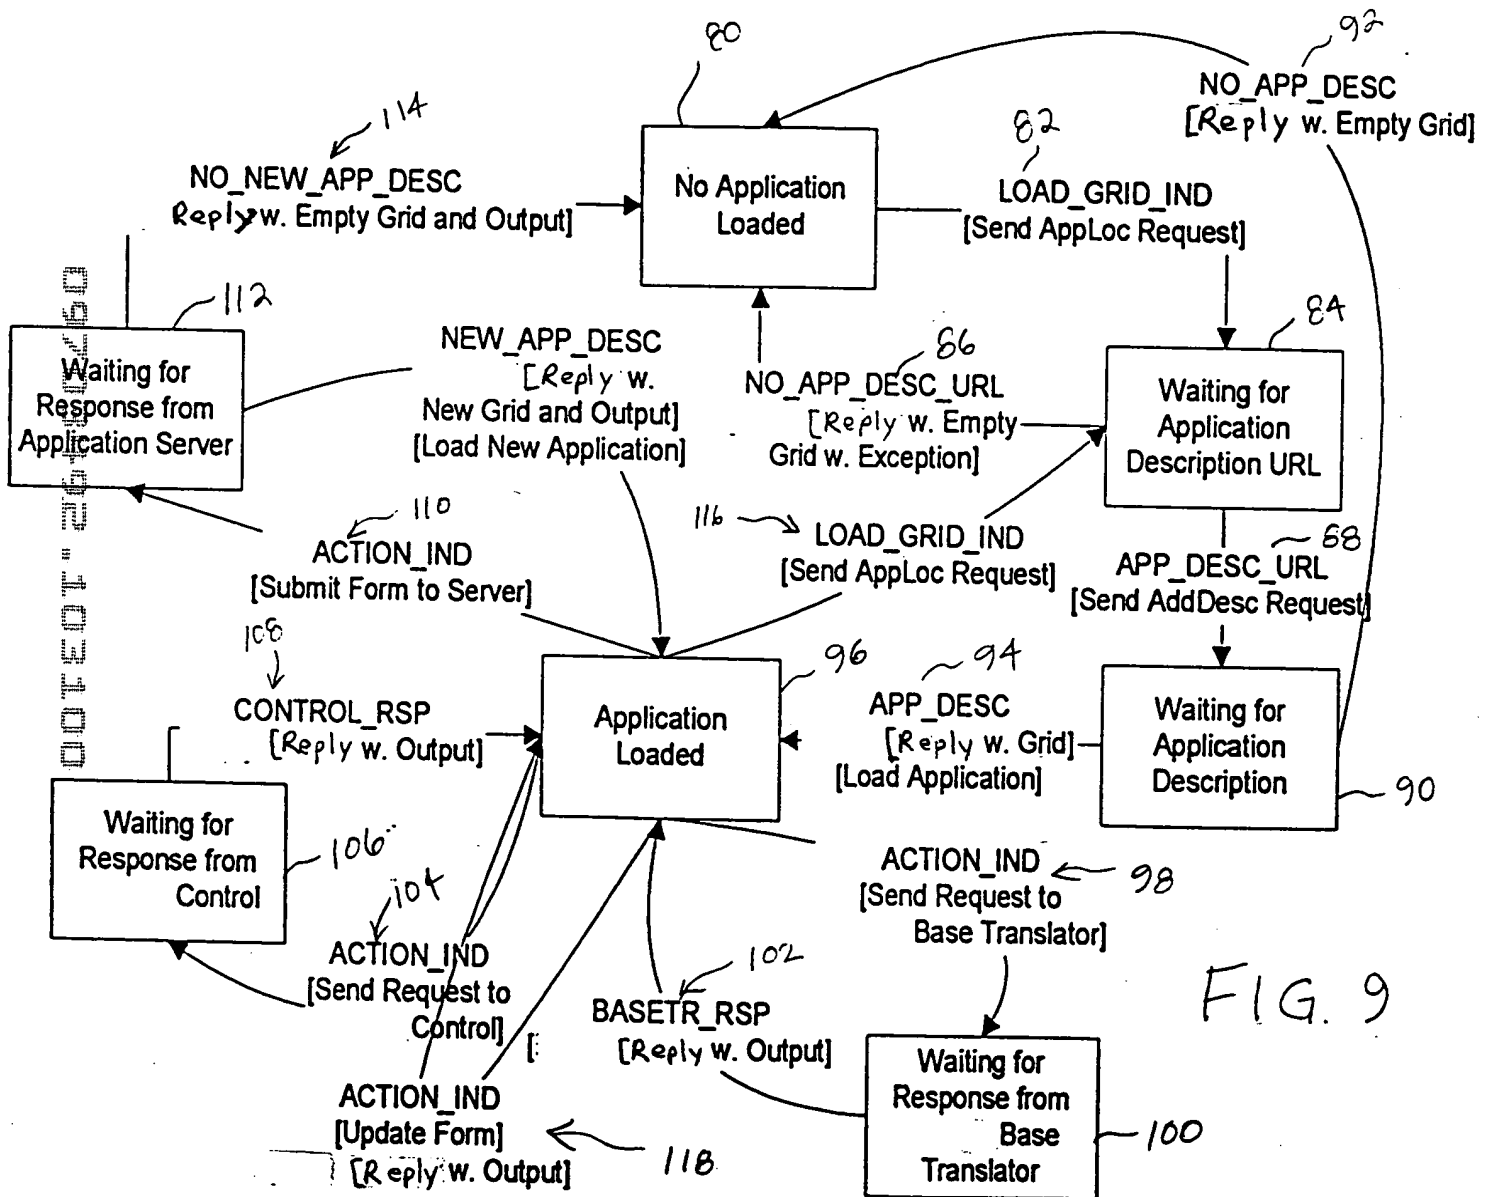 80
92
NO_APP_DESC
[Reply w. Empty Grid]
114
NO_NEW_APP_DESC
Reply w. Empty Grid and Output]
No Application
Loaded
82
LOAD_GRID_IND
[Send AppLoc Request]
112
Waiting for
Response from
Application Server
NEW_APP_DESC
[Reply w.
New Grid and Output]
[Load New Application]
86
NO_APP_DESC_URL
[Reply w. Empty
Grid w. Exception]
84
Waiting for
Application
Description URL
110
ACTION_IND
[Submit Form to Server]
116
LOAD_GRID_IND
[Send AppLoc Request]
88
APP_DESC_URL
[Send AddDesc Request]
108
CONTROL_RSP
[Reply w. Output]
96
Application
Loaded
94
APP_DESC
[Reply w. Grid]
[Load Application]
Waiting for
Application
Description
90
Waiting for
Response from
Control
106
104
ACTION_IND
[Send Request to
Control]
[
ACTION_IND
[Send Request to
Base Translator]
98
102
BASETR_RSP
[Reply w. Output]
FIG. 9
ACTION_IND
[Update Form]
[Reply w. Output]
118
Waiting for
Response from
Base
Translator
100